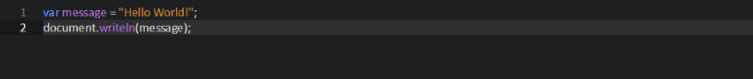 1 var message = "Hello World!";
2 document.writeln(message);